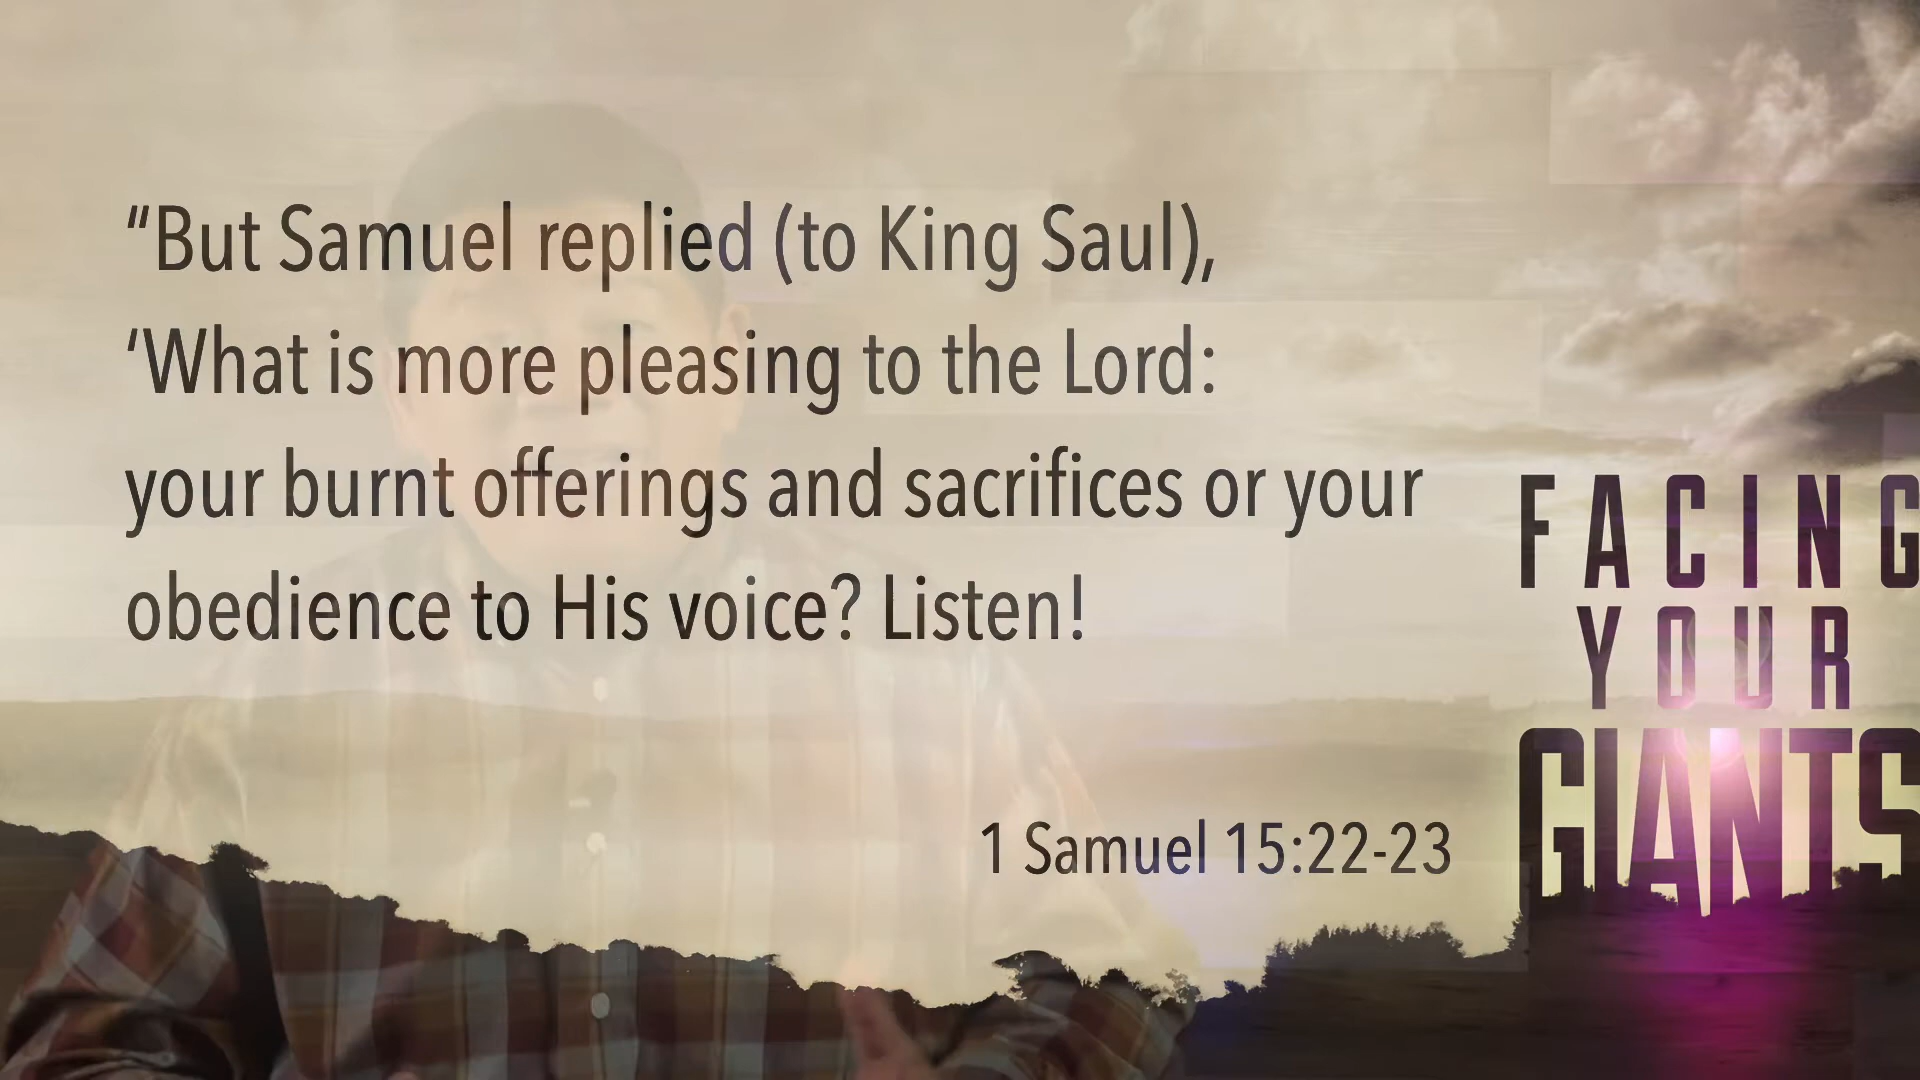 “But Samuel replied (to King Saul),
‘What is more pleasing to the Lord:
your burnt offerings and sacrifices or your
obedience to His voice? Listen!
1 Samuel 15:22-23
FACING
YOUR
GIANTS